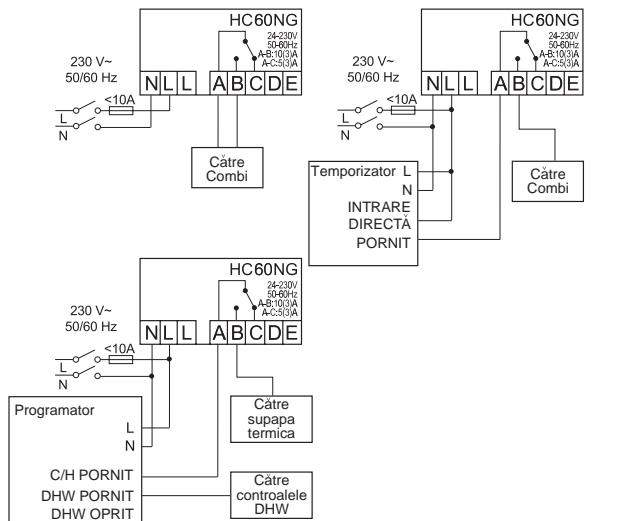 HC60NG
24-230V
50-60Hz
A-B:10(3)A
A-C:5(3)A
230 V~
50/60 Hz
N L L A B C D E
<10A
L
N
Către
Combi
HC60NG
24-230V
50-60Hz
A-B:10(3)A
A-C:5(3)A
230 V~
50/60 Hz
N L L A B C D E
<10A
L
N
Temporizator L
N
INTRARE
DIRECTĂ
PORNIT
Către
Combi
HC60NG
24-230V
50-60Hz
A-B:10(3)A
A-C:5(3)A
230 V~
50/60 Hz
N L L A B C D E
<10A
L
N
Programator
L
N
C/H PORNIT
DHW PORNIT
DHW OPRIT
Către
supapa
termica
Către
controalele
DHW